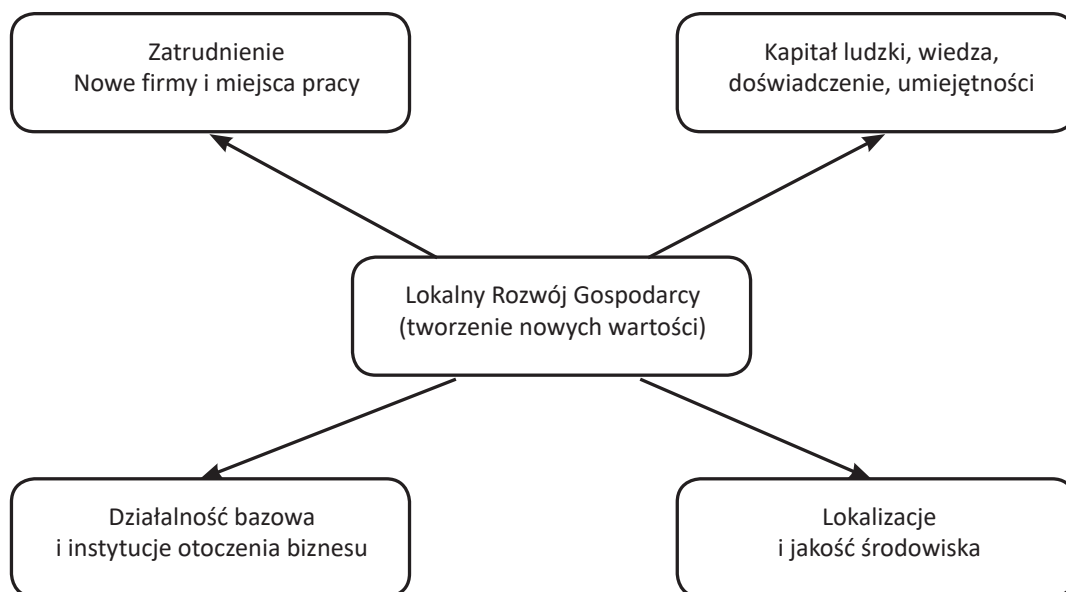 Zatrudnienie
Nowe firmy i miejsca pracy
Kapitał ludzki, wiedza,
doświadczenie, umiejętności
Lokalny Rozwój Gospodarcy
(tworzenie nowych wartości)
Działalność bazowa
i instytucje otoczenia biznesu
Lokalizacje
i jakość środowiska